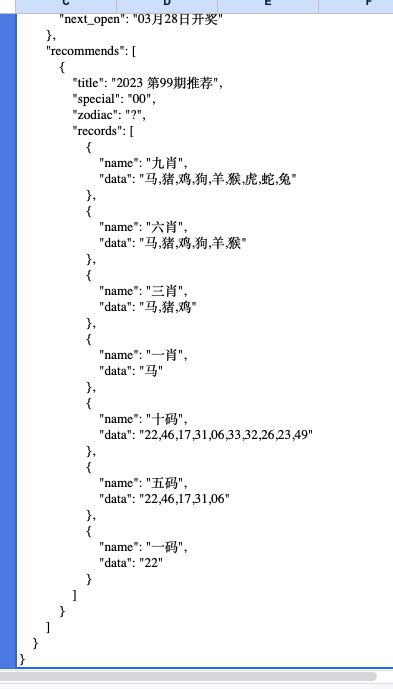 C D E F
"next_open": "03月28日开奖"
},
"recommends": [
{
"title": "2023 第99期推荐",
"special": "00",
"zodiac": "?",
"records": [
{
"name": "九肖",
"data": "马,猪,鸡,狗,羊,猴,虎,蛇,兔"
},
{
"name": "六肖",
"data": "马,猪,鸡,狗,羊,猴"
},
{
"name": "三肖",
"data": "马,猪,鸡"
},
{
"name": "一肖",
"data": "马"
},
{
"name": "十码",
"data": "22,46,17,31,06,33,32,26,23,49"
},
{
"name": "五码",
"data": "22,46,17,31,06"
},
{
"name": "一码",
"data": "22"
}
]
}
]
}
}